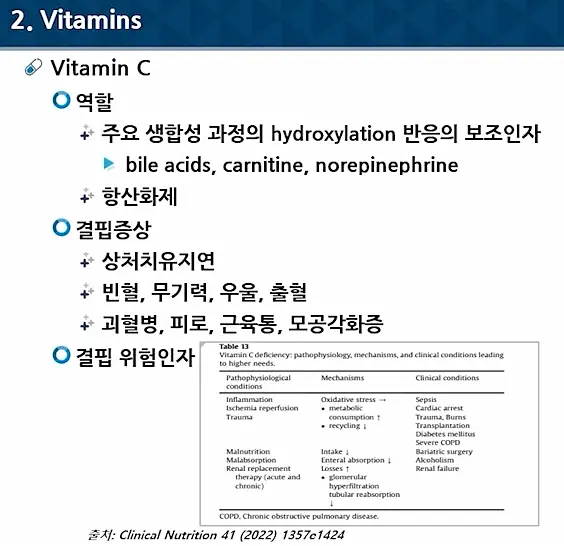 2. Vitamins
Vitamin C
역할
주요 생합성 과정의 hydroxylation 반응의 보조인자
bile acids, carnitine, norepinephrine
항산화제
결핍증상
상처치유지연
빈혈, 무기력, 우울, 출혈
괴혈병, 피로, 근육통, 모공각화증
결핍 위험인자
Table 13
Vitamin C deficiency: pathophysiology, mechanisms, and clinical conditions leading
to higher needs.
Pathophysiological Mechanisms Clinical conditions
conditions
Inflammation Oxidative stress → Sepsis
Ischemia reperfusion • metabolic Cardiac arrest
Trauma consumption ↑ Trauma, Burns
• recycling ↓ Transplantation
Diabetes mellitus
Severe COPD
Malnutrition Intake ↓ Bariatric surgery
Malabsorption Enteral absorption ↓ Alcoholism
Renal replacement Losses ↑ Renal failure
therapy (acute and • glomerular
chronic) hyperfiltration
tubular reabsorption
↓
COPD, Chronic obstructive pulmonary disease.
출처: Clinical Nutrition 41 (2022) 1357e1424